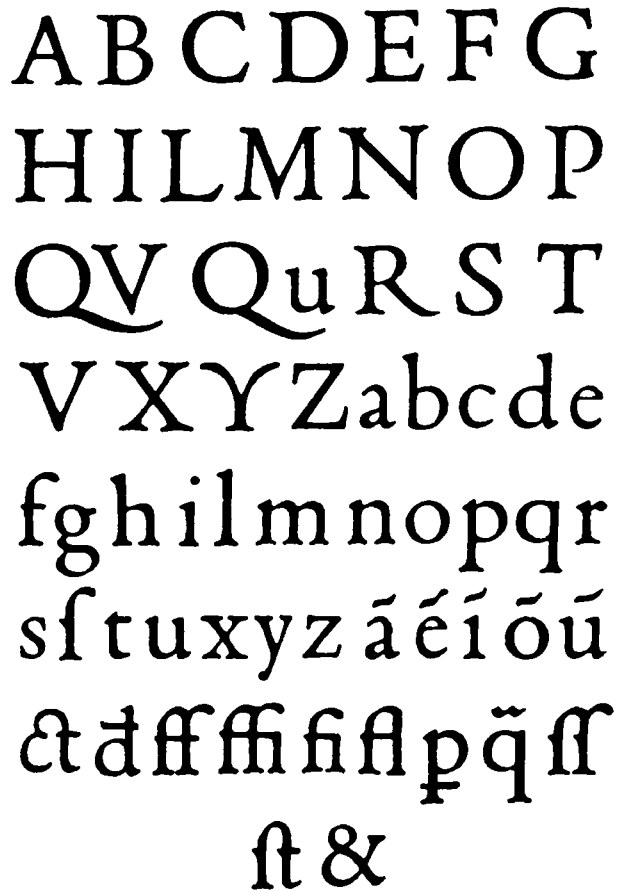 A B C D E F G
H I L M N O P
QV Qu R S T
V X Y Z a b c d e
f g h i l m n o p q r
s ſ t u x y z ã é í õ ú
ct đ ff ffi fi fl ꝑ q̃ ſſ
ſt &